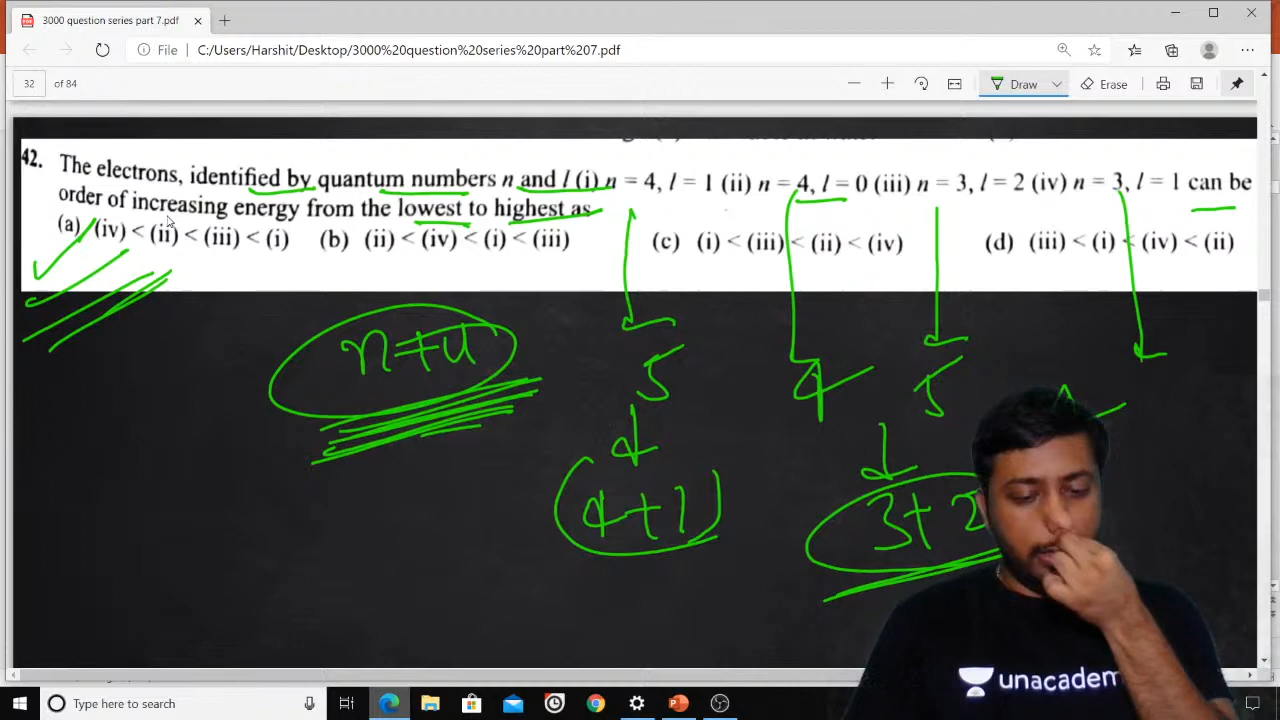 3000 question series part 7.pdf
File C:/Users/Harshit/Desktop/3000%20question%20series%20part%207.pdf
32 of 84 Draw Erase
42. The electrons, identified by quantum numbers n and l (i) n = 4, l = 1 (ii) n = 4, l = 0 (iii) n = 3, l = 2 (iv) n = 3, l = 1 can be
order of increasing energy from the lowest to highest as
(a) (iv) < (ii) < (iii) < (i) (b) (ii) < (iv) < (i) < (iii) (c) (i) < (iii) < (ii) < (iv) (d) (iii) < (i) < (iv) < (ii)
5 4 5
(4+1) 3+2
unacadem
Type here to search